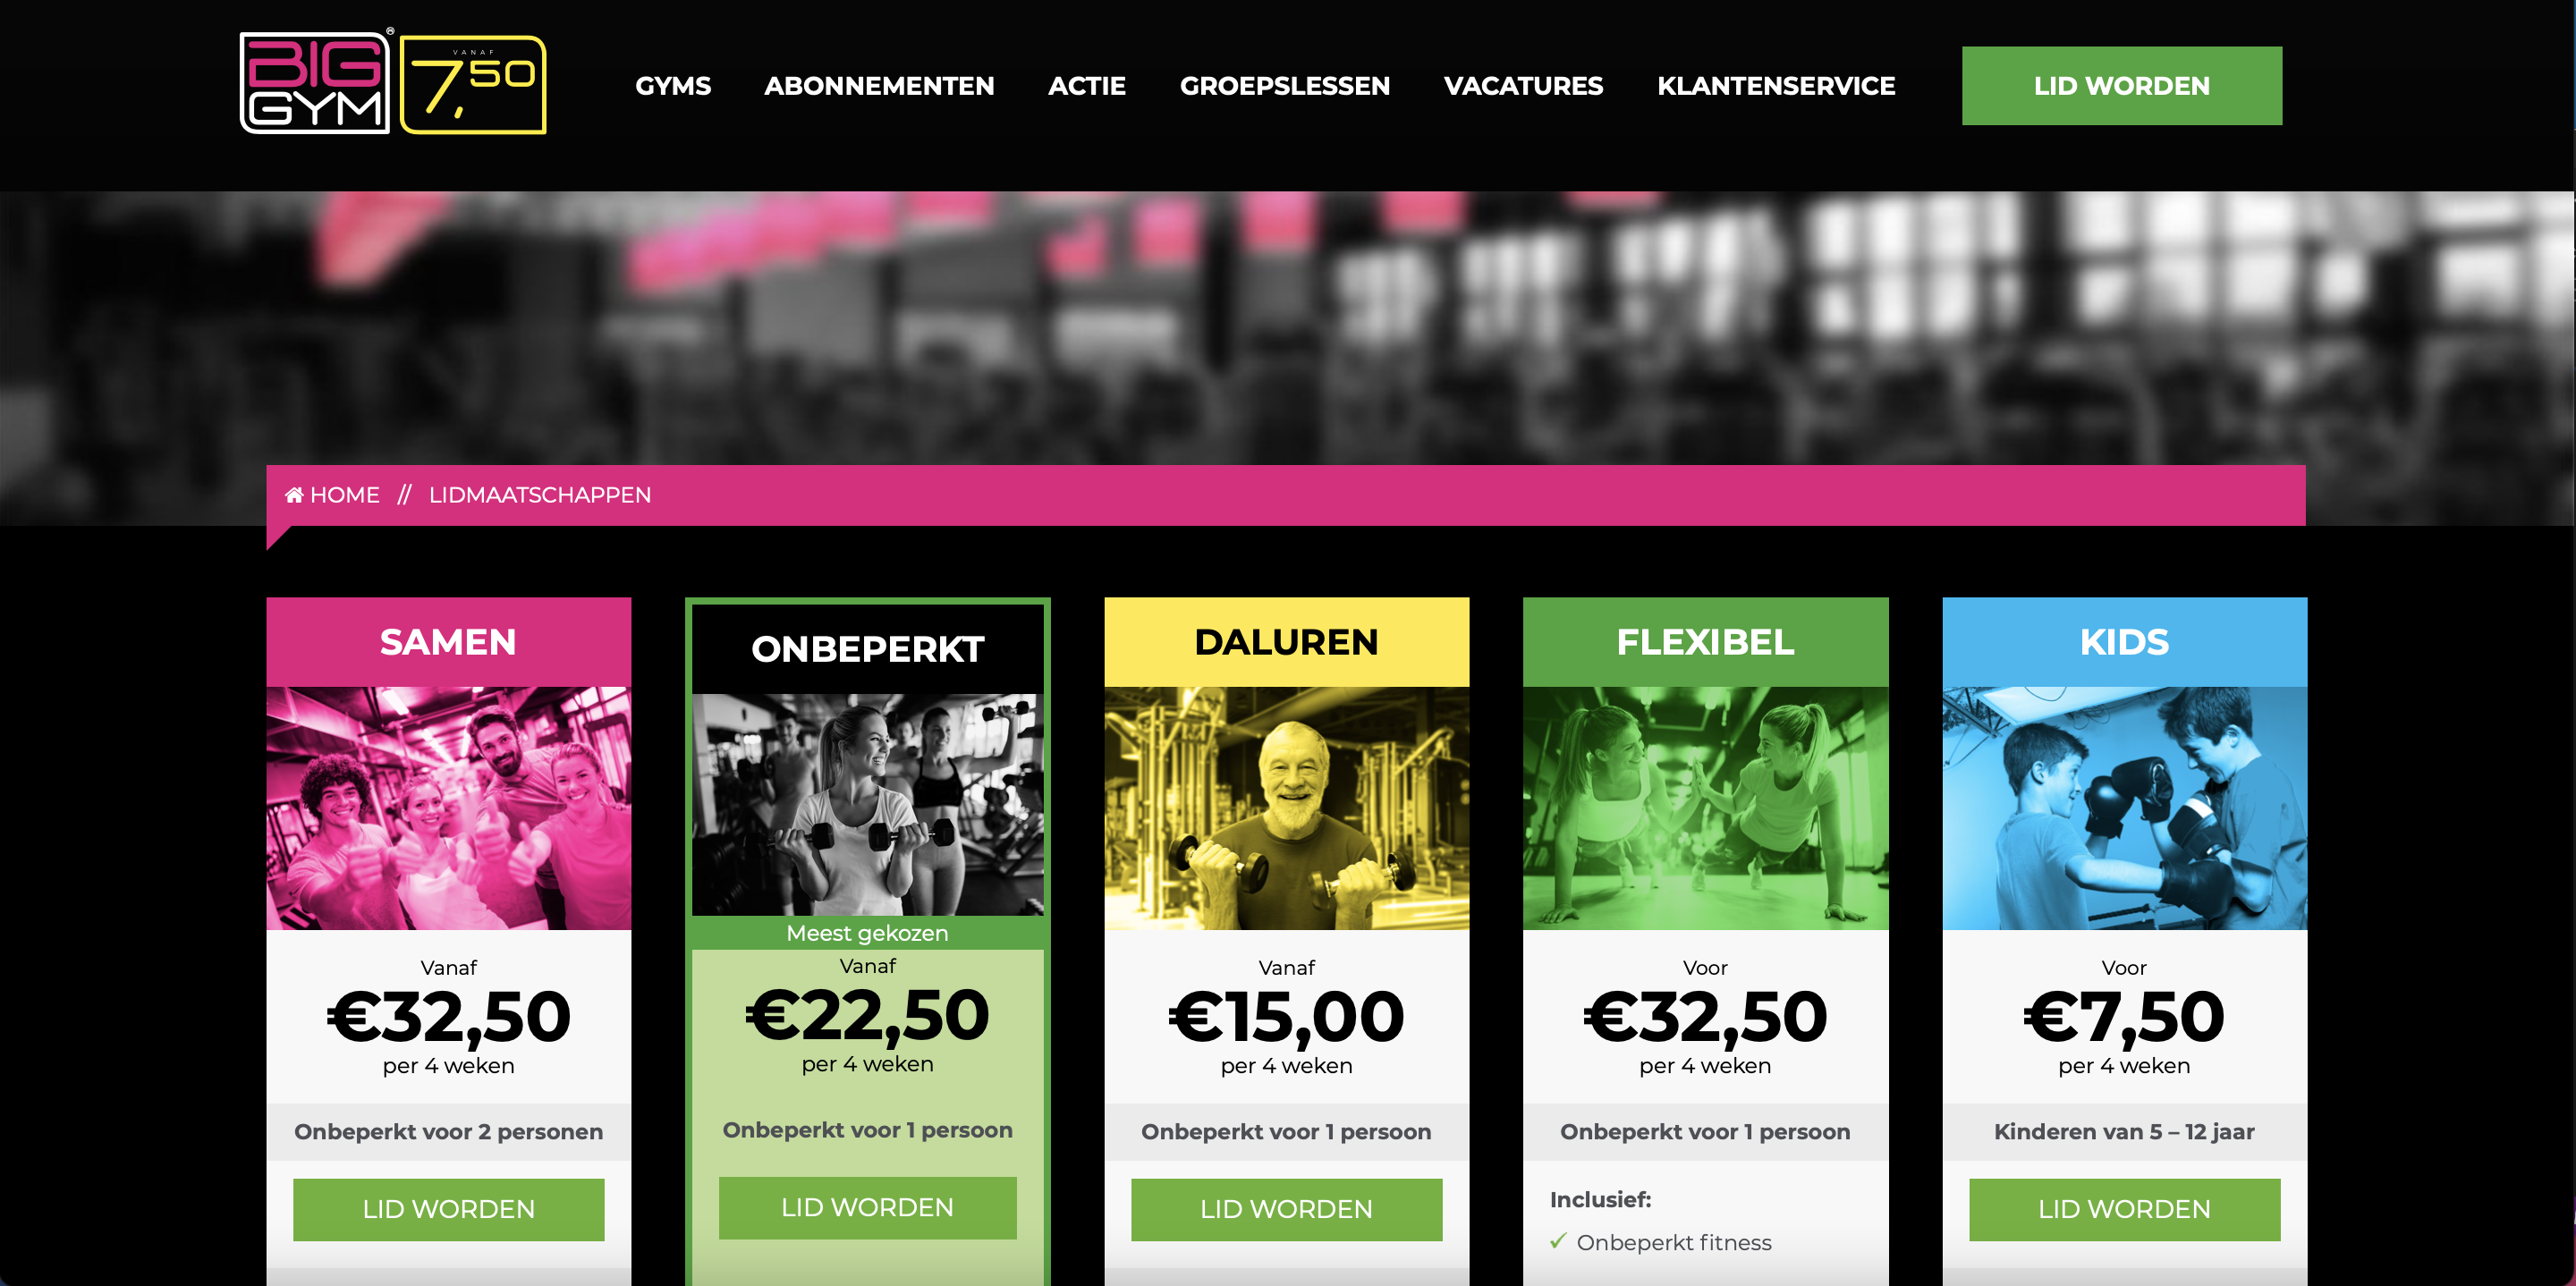 BIG
GYM
®
VANAF
7,50
GYMS
ABONNEMENTEN
ACTIE
GROEPSLESSEN
VACATURES
KLANTENSERVICE
LID WORDEN
HOME // LIDMAATSCHAPPEN
SAMEN
Vanaf
€32,50
per 4 weken
Onbeperkt voor 2 personen
LID WORDEN
ONBEPERKT
Meest gekozen
Vanaf
€22,50
per 4 weken
Onbeperkt voor 1 persoon
LID WORDEN
DALUREN
Vanaf
€15,00
per 4 weken
Onbeperkt voor 1 persoon
LID WORDEN
FLEXIBEL
Voor
€32,50
per 4 weken
Onbeperkt voor 1 persoon
Inclusief:
✓ Onbeperkt fitness
KIDS
Voor
€7,50
per 4 weken
Kinderen van 5 – 12 jaar
LID WORDEN